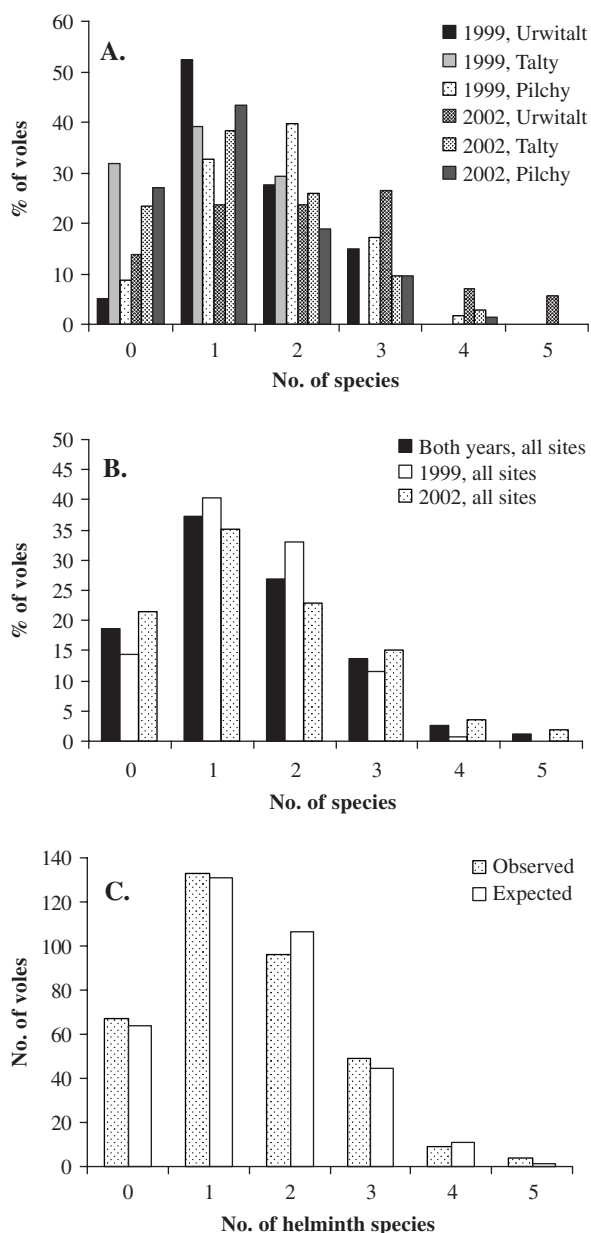 A.
1999, Urwitalt
1999, Talty
1999, Pilchy
2002, Urwitalt
2002, Talty
2002, Pilchy
% of voles
60
50
40
30
20
10
0
0 1 2 3 4 5
No. of species
B.
Both years, all sites
1999, all sites
2002, all sites
% of voles
50
45
40
35
30
25
20
15
10
5
0
0 1 2 3 4 5
No. of species
C.
Observed
Expected
No. of voles
140
120
100
80
60
40
20
0
0 1 2 3 4 5
No. of helminth species